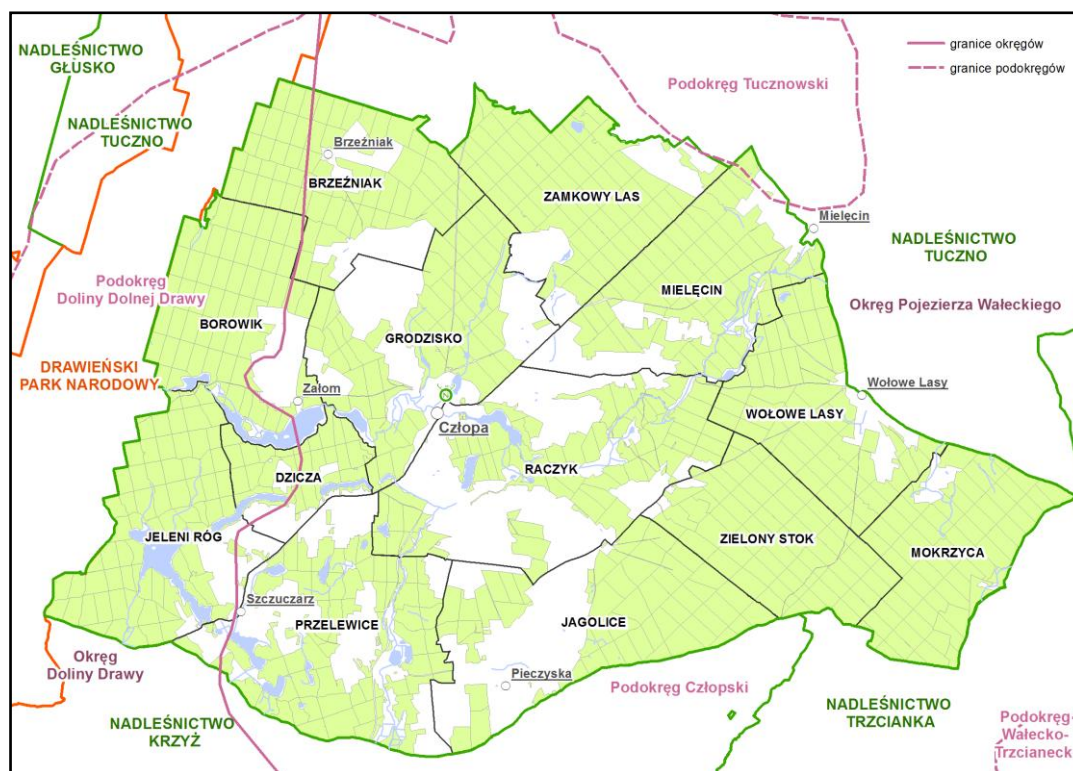 NADLEŚNICTWO
GŁUSKO
NADLEŚNICTWO
TUCZNO
granice okręgów
granice podokręgów
Podokręg Tucznowski
Brzeźniak
BRZEŹNIAK
ZAMKOWY LAS
Mielęcin
NADLEŚNICTWO
TUCZNO
Podokręg
Doliny Dolnej Drawy
MIELĘCIN
Okręg Pojezierza Wałeckiego
BOROWIK
GRODZISKO
DRAWIEŃSKI
PARK NARODOWY
Załom
Wołowe Lasy
WOŁOWE LASY
Człopa
RACZYK
DZICZA
JELENI RÓG
ZIELONY STOK
MOKRZYCA
Szczuczarz
PRZELEWICE
JAGOLICE
Okręg
Doliny Drawy
Pieczyska
Podokręg Człopski
NADLEŚNICTWO
KRZYŻ
NADLEŚNICTWO
TRZCIANKA
Podokręg
Wałecko-
Trzcianeck